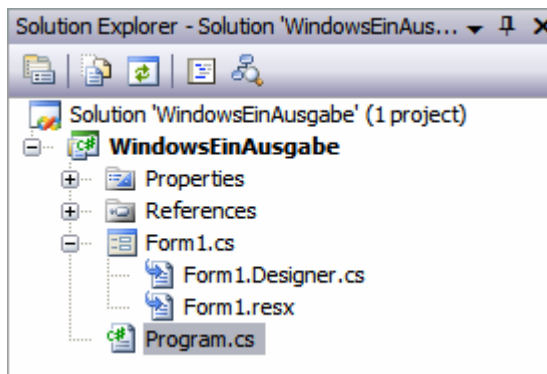 Solution Explorer - Solution 'WindowsEinAus...
Solution 'WindowsEinAusgabe' (1 project)
WindowsEinAusgabe
Properties
References
Form1.cs
Form1.Designer.cs
Form1.resx
Program.cs